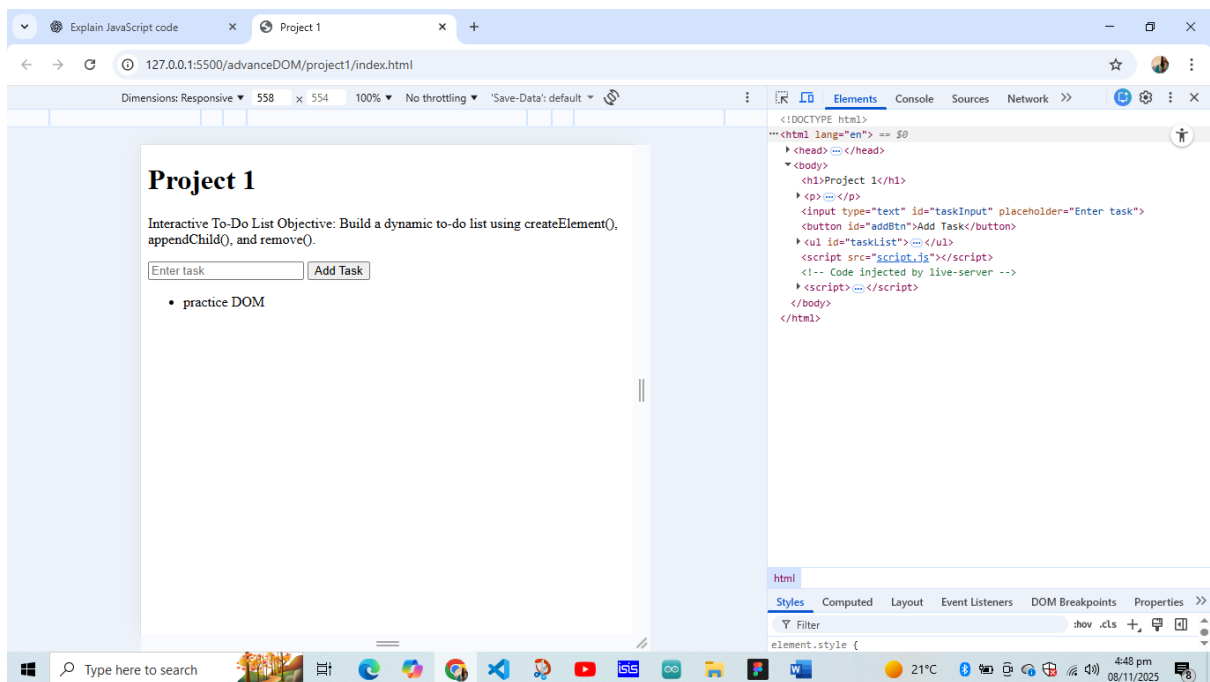 Explain JavaScript code
Project 1
127.0.0.1:5500/advanceDOM/project1/index.html
Dimensions: Responsive ▼ 558 x 554 100% ▼ No throttling ▼ 'Save-Data': default
Elements Console Sources Network
Project 1
Interactive To-Do List Objective: Build a dynamic to-do list using createElement(),
appendChild(), and remove().
Enter task Add Task
• practice DOM
<!DOCTYPE html>
<html lang="en"> == $0
<head> … </head>
<body>
<h1>Project 1</h1>
<p> … </p>
<input type="text" id="taskInput" placeholder="Enter task">
<button id="addBtn">Add Task</button>
<ul id="taskList"> … </ul>
<script src="script.js"></script>
<!-- Code injected by live-server -->
<script> … </script>
</body>
</html>
html
Styles Computed Layout Event Listeners DOM Breakpoints Properties
Filter :hov .cls
element.style {
Type here to search
isis
21°C
4:48 pm
08/11/2025
8